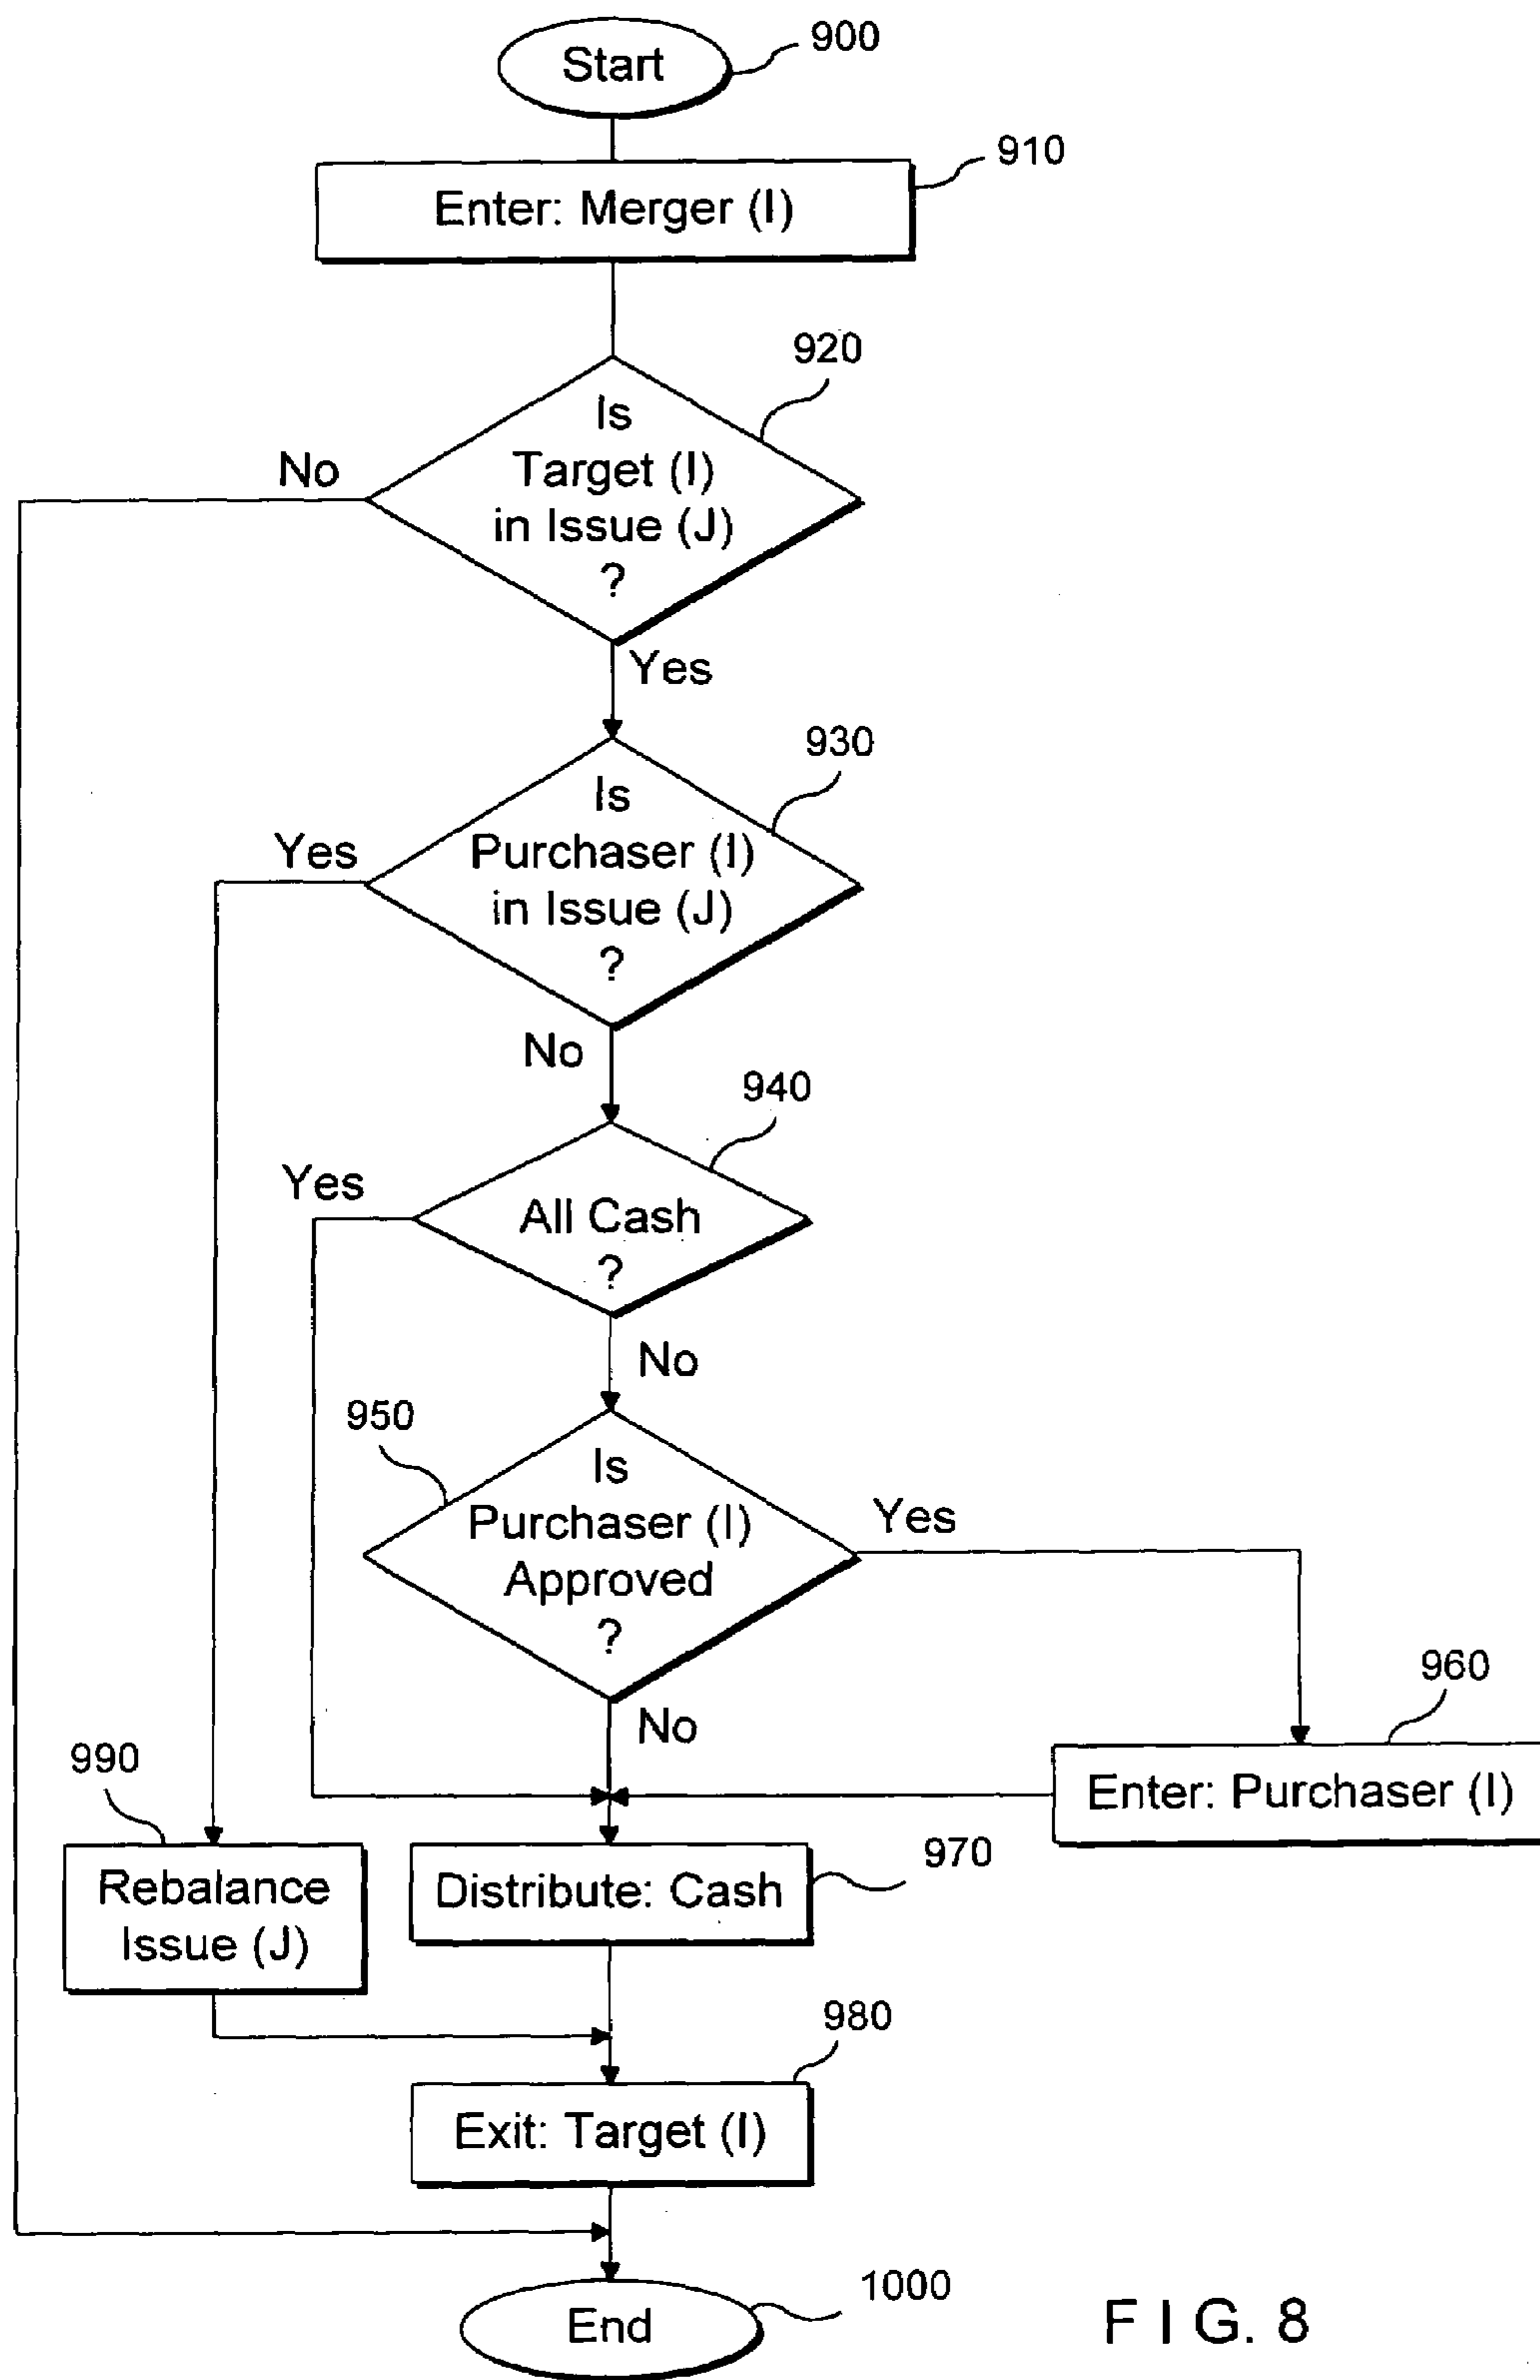 Start
900
910
Enter: Merger (I)
920
Is
Target (I)
in Issue (J)
?
No
Yes
930
Is
Purchaser (I)
in Issue (J)
?
Yes
No
940
All Cash
?
Yes
No
950
Is
Purchaser (I)
Approved
?
Yes
No
960
Enter: Purchaser (I)
990
Rebalance
Issue (J)
970
Distribute: Cash
980
Exit: Target (I)
1000
End
FIG. 8